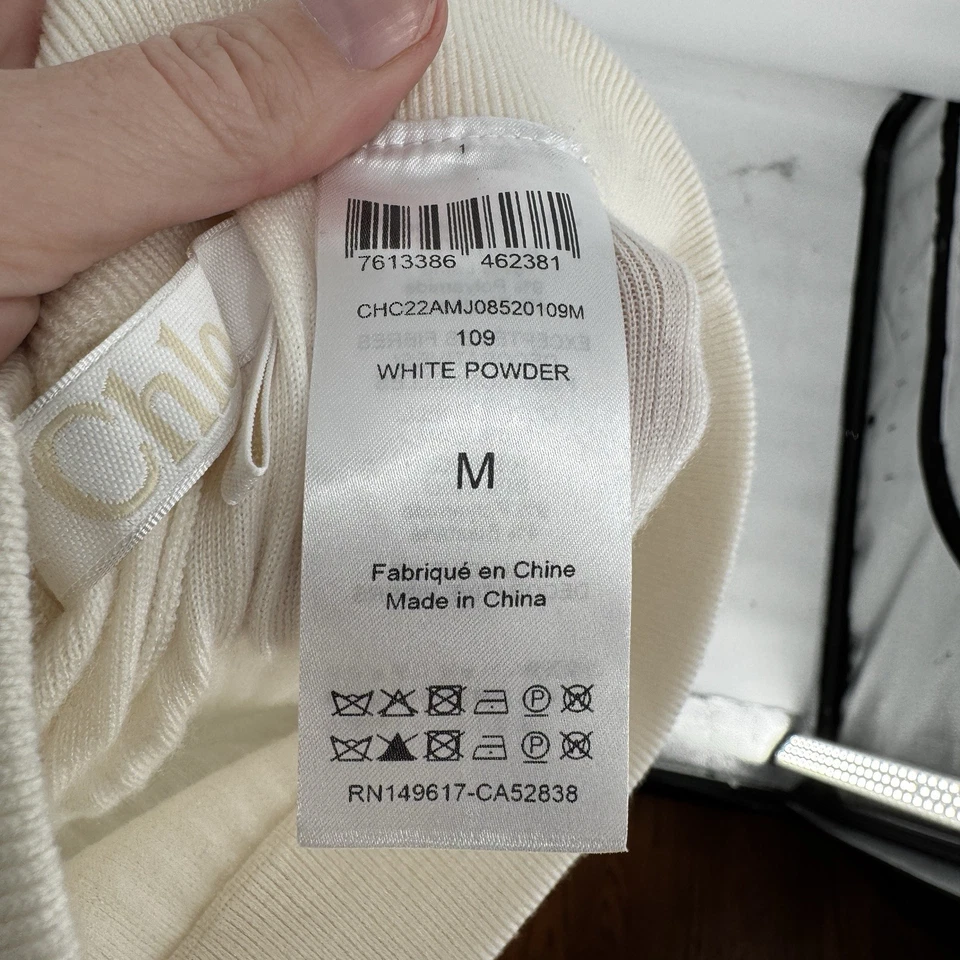 1
7613386 462381
CHC22AMJ08520109M
109
WHITE POWDER
M
Fabriqué en Chine
Made in China
P
P
RN149617-CA52838
Chlo